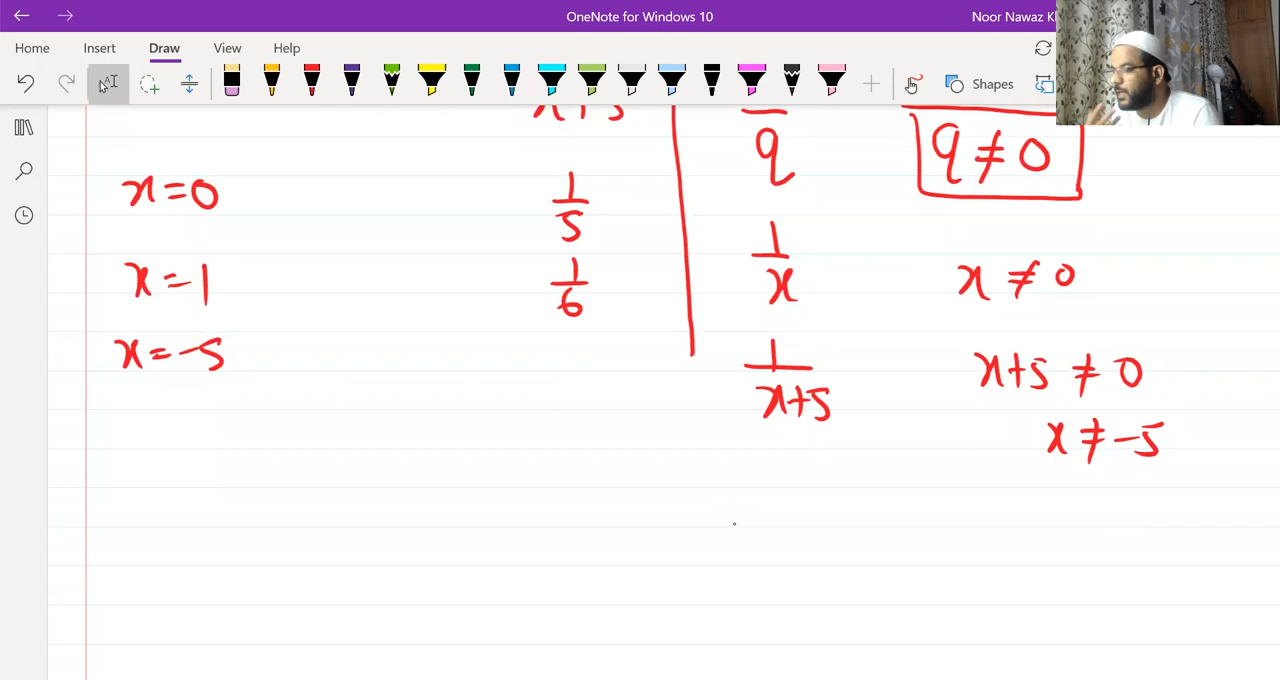 OneNote for Windows 10
Noor Nawaz
Home Insert Draw View Help
Shapes
x+5
q
q ≠ 0
x=0
1/5
1/x
x ≠ 0
x=1
1/6
x=-5
1/x+5
x+5 ≠ 0
x ≠ -5